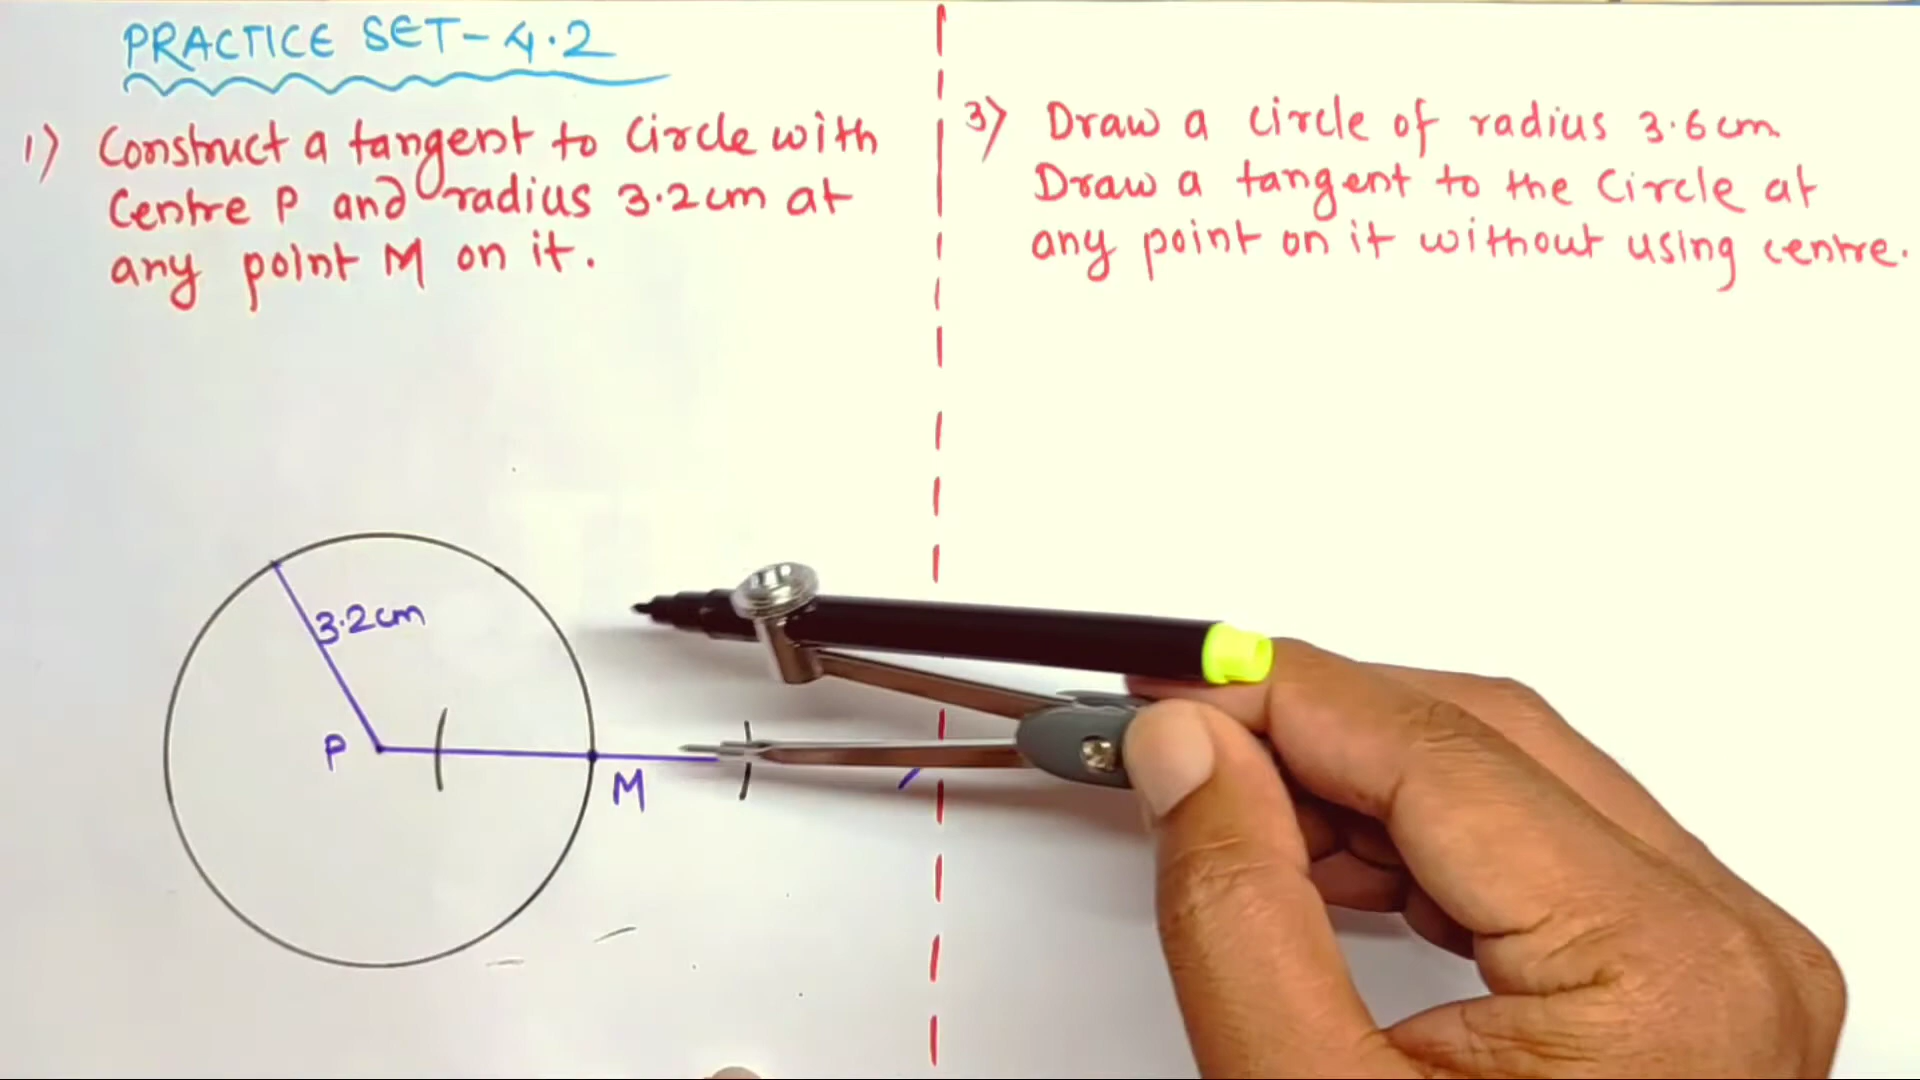 PRACTICE SET-4.2
1) Construct a tangent to Circle with
Centre P and radius 3.2cm at
any point M on it.
3) Draw a circle of radius 3.6cm
Draw a tangent to the Circle at
any point on it without using centre.
3.2cm
P
M